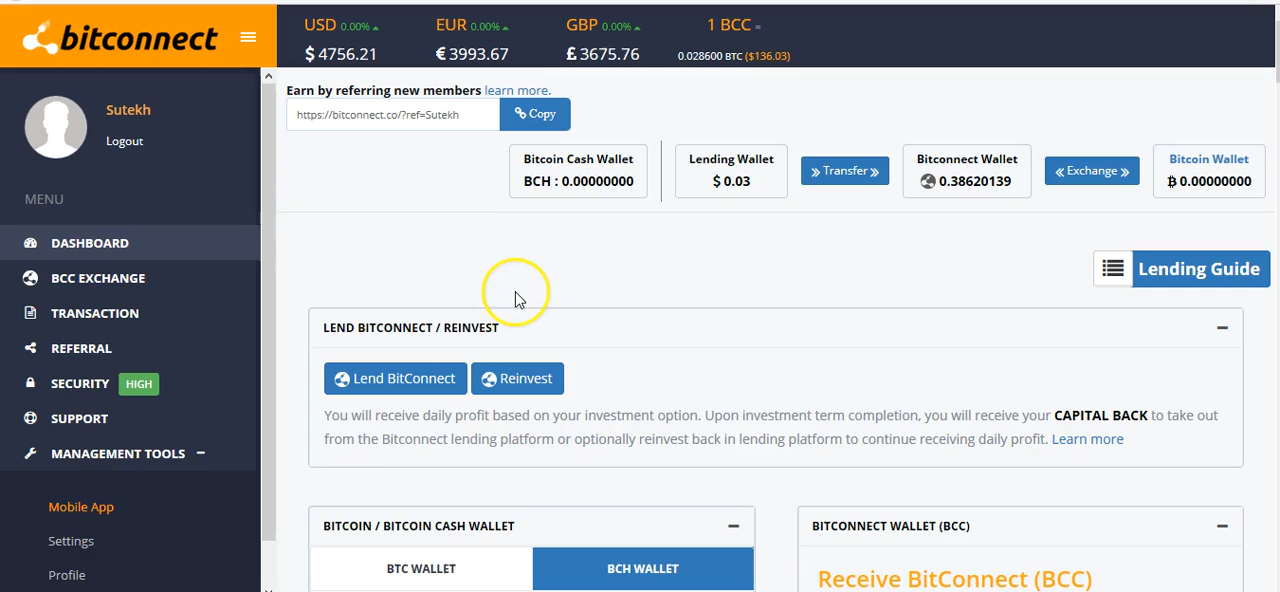 bitconnect
USD 0.00%
$ 4756.21
EUR 0.00%
€ 3993.67
GBP 0.00%
£ 3675.76
1 BCC =
0.028600 BTC ($136.03)
Sutekh
Logout
MENU
DASHBOARD
BCC EXCHANGE
TRANSACTION
REFERRAL
SECURITY HIGH
SUPPORT
MANAGEMENT TOOLS
Mobile App
Settings
Profile
Earn by referring new members learn more.
https://bitconnect.co/?ref=Sutekh
Copy
Bitcoin Cash Wallet
BCH : 0.00000000
Lending Wallet
$ 0.03
Transfer
Bitconnect Wallet
0.38620139
Exchange
Bitcoin Wallet
₿ 0.00000000
Lending Guide
LEND BITCONNECT / REINVEST
Lend BitConnect
Reinvest
You will receive daily profit based on your investment option. Upon investment term completion, you will receive your CAPITAL BACK to take out
from the Bitconnect lending platform or optionally reinvest back in lending platform to continue receiving daily profit. Learn more
BITCOIN / BITCOIN CASH WALLET
BTC WALLET
BCH WALLET
BITCONNECT WALLET (BCC)
Receive BitConnect (BCC)